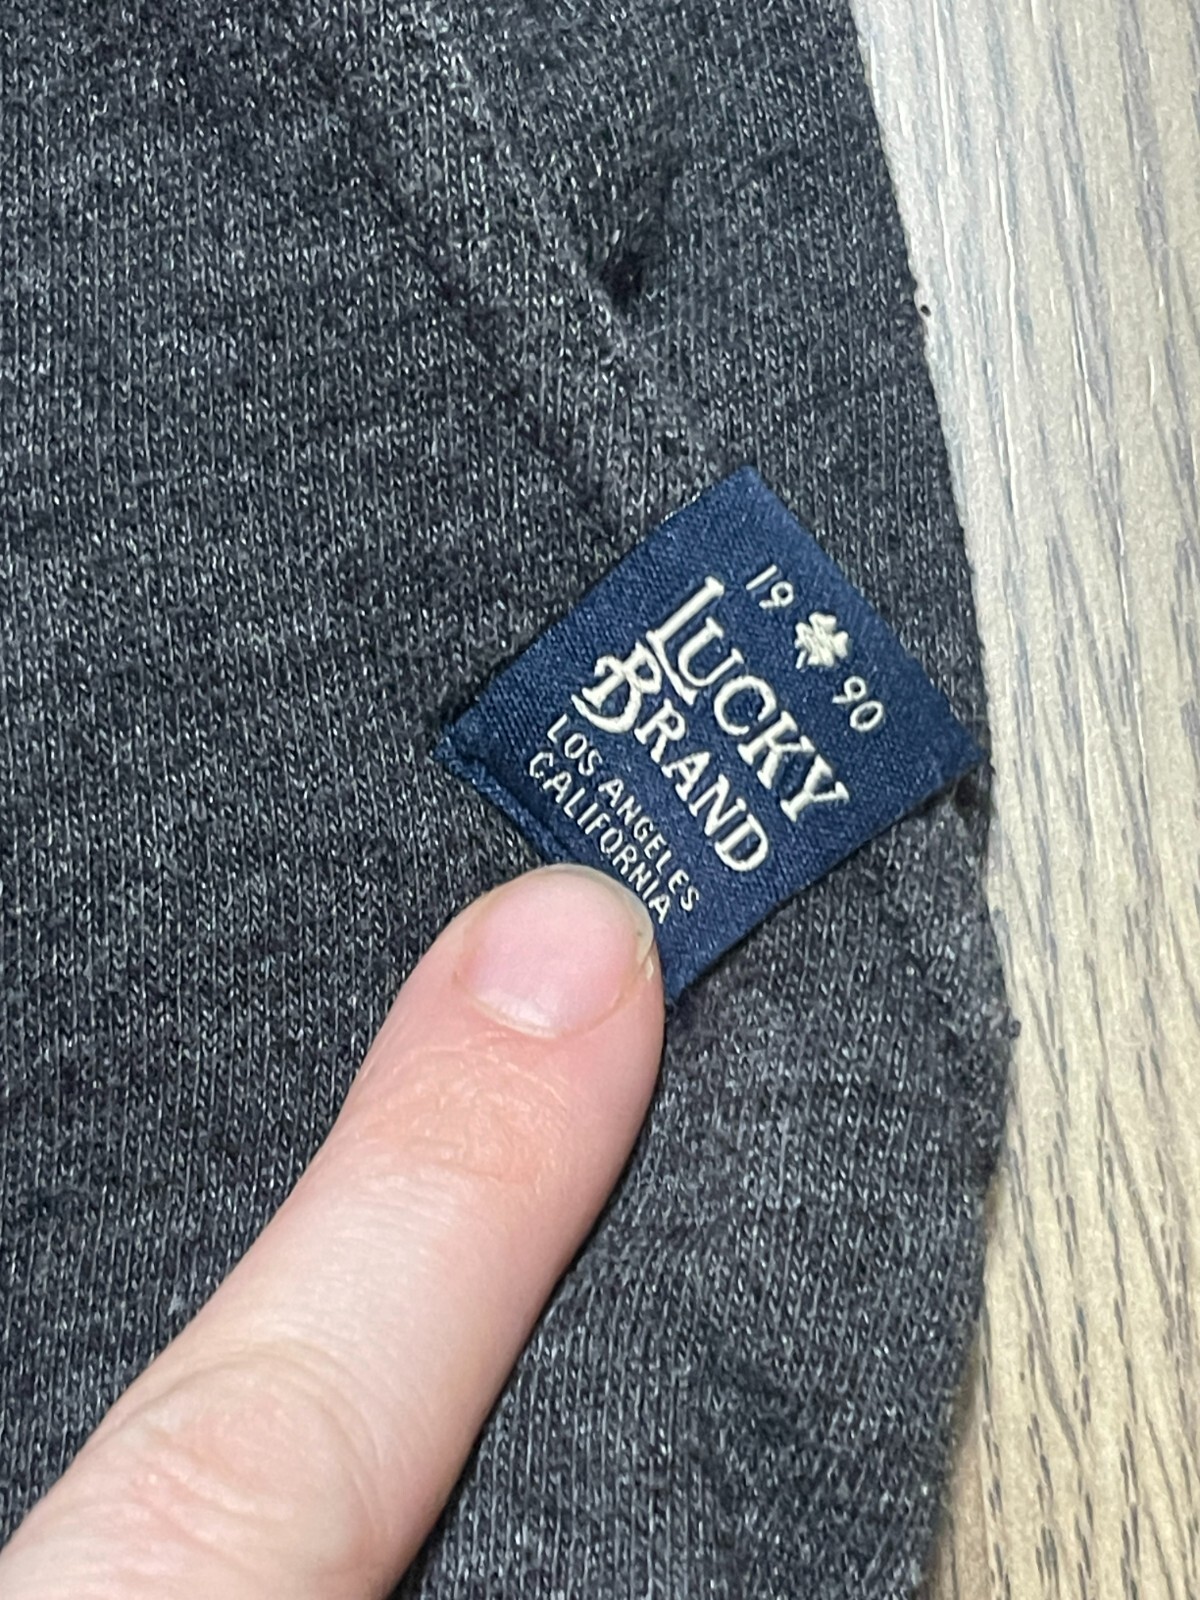 19 90
LUCKY
BRAND
LOS ANGELES
CALIFORNIA